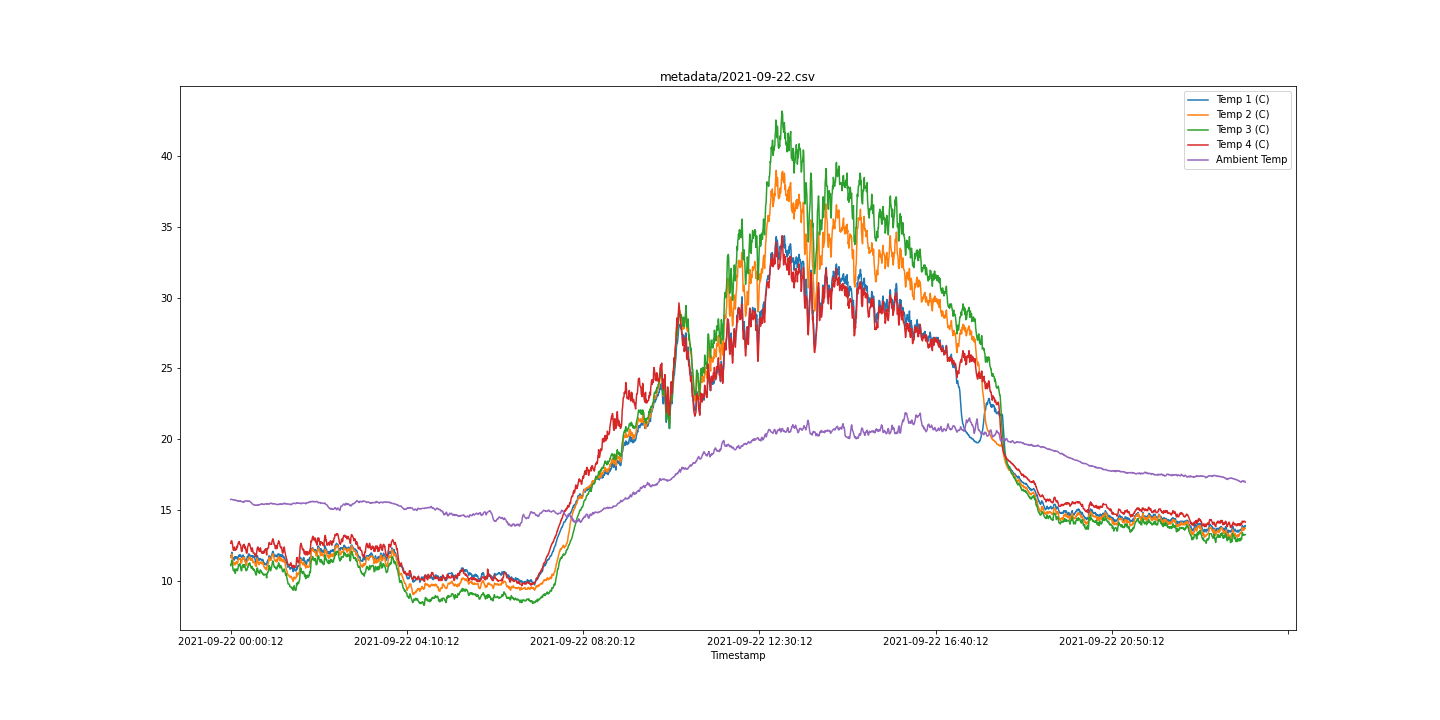 metadata/2021-09-22.csv
Temp 1 (C)
Temp 2 (C)
Temp 3 (C)
Temp 4 (C)
Ambient Temp
40
35
30
25
20
15
10
2021-09-22 00:00:12 2021-09-22 04:10:12 2021-09-22 08:20:12 2021-09-22 12:30:12 2021-09-22 16:40:12 2021-09-22 20:50:12
Timestamp